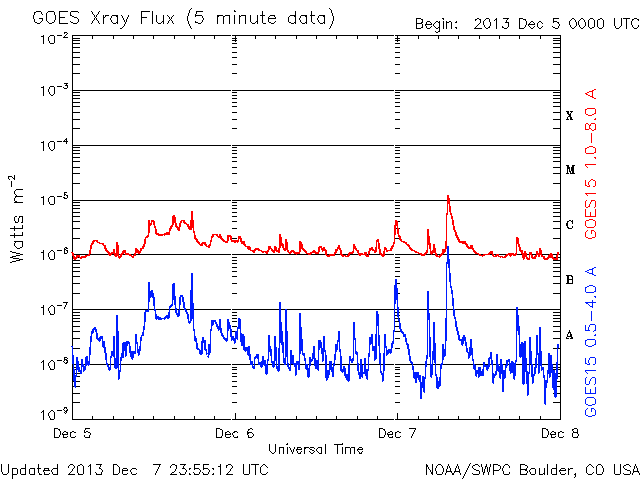 GOES Xray Flux (5 minute data)
Begin: 2013 Dec 5 0000 UTC
10-2
10-3
10-4
10-5
10-6
10-7
10-8
10-9
Watts m-2
X
M
C
B
A
GOES15 1.0-8.0 A
GOES15 0.5-4.0 A
Dec 5
Dec 6
Dec 7
Dec 8
Universal Time
Updated 2013 Dec 7 23:55:12 UTC
NOAA/SWPC Boulder, CO USA